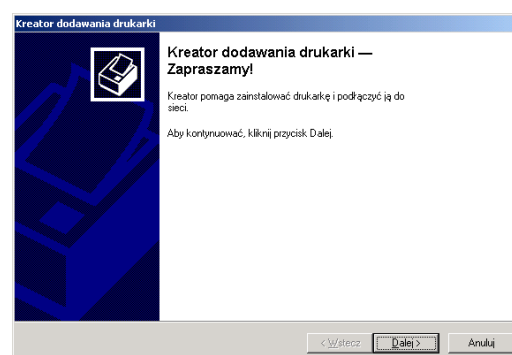 Kreator dodawania drukarki
Kreator dodawania drukarki —
Zapraszamy!
Kreator pomaga zainstalować drukarkę i podłączyć ją do
sieci.
Aby kontynuować, kliknij przycisk Dalej.
< Wstecz
Dalej >
Anuluj